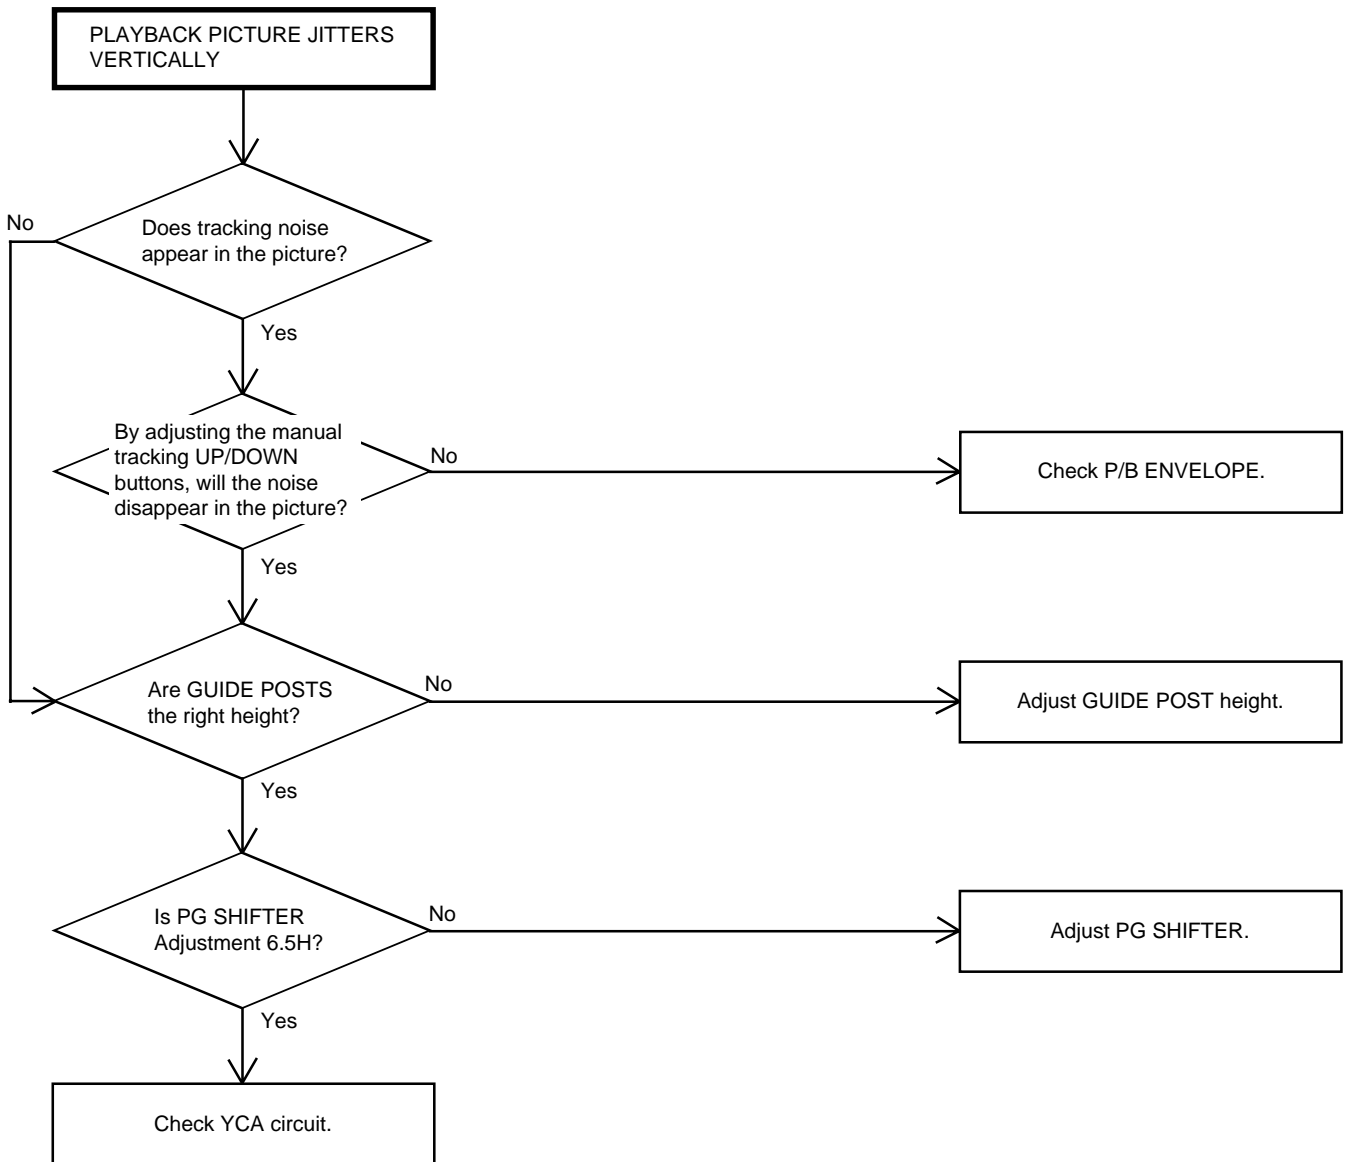 PLAYBACK PICTURE JITTERS
VERTICALLY
No
Does tracking noise
appear in the picture?
Yes
By adjusting the manual
tracking UP/DOWN
buttons, will the noise
disappear in the picture?
No
Check P/B ENVELOPE.
Yes
Are GUIDE POSTS
the right height?
No
Adjust GUIDE POST height.
Yes
Is PG SHIFTER
Adjustment 6.5H?
No
Adjust PG SHIFTER.
Yes
Check YCA circuit.